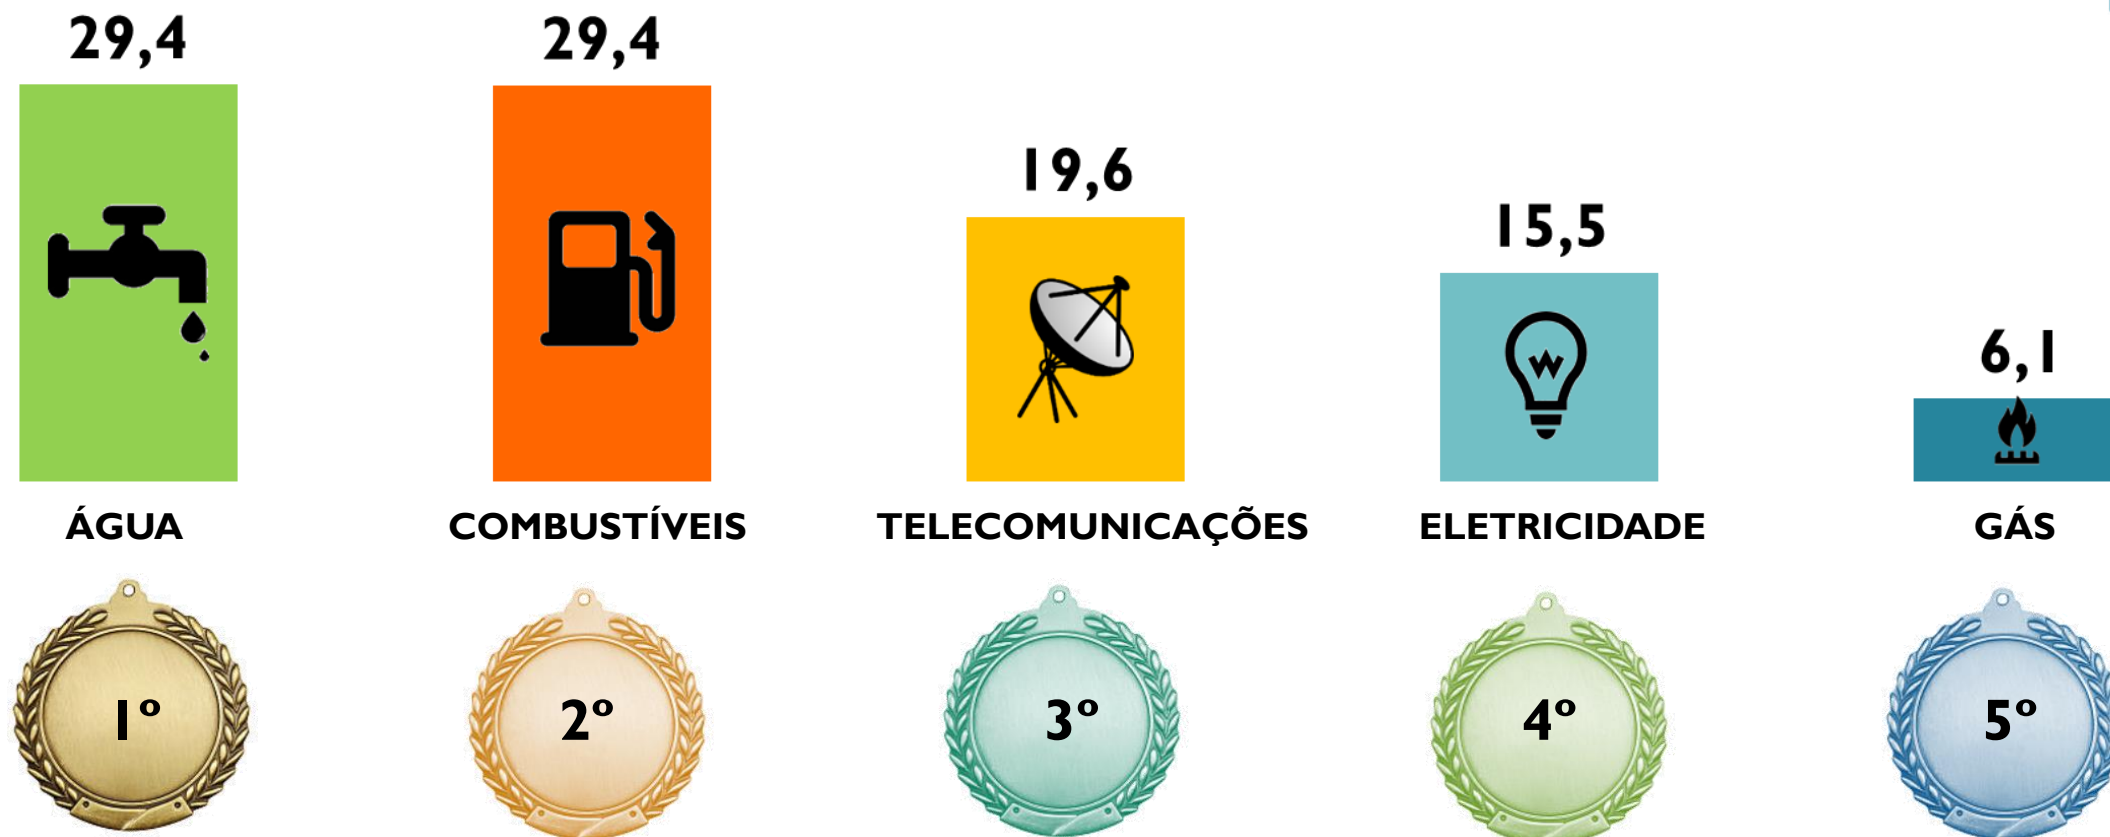 29,4
29,4
19,6
15,5
6,1
ÁGUA
COMBUSTÍVEIS
TELECOMUNICAÇÕES
ELETRICIDADE
GÁS
1º
2º
3º
4º
5º